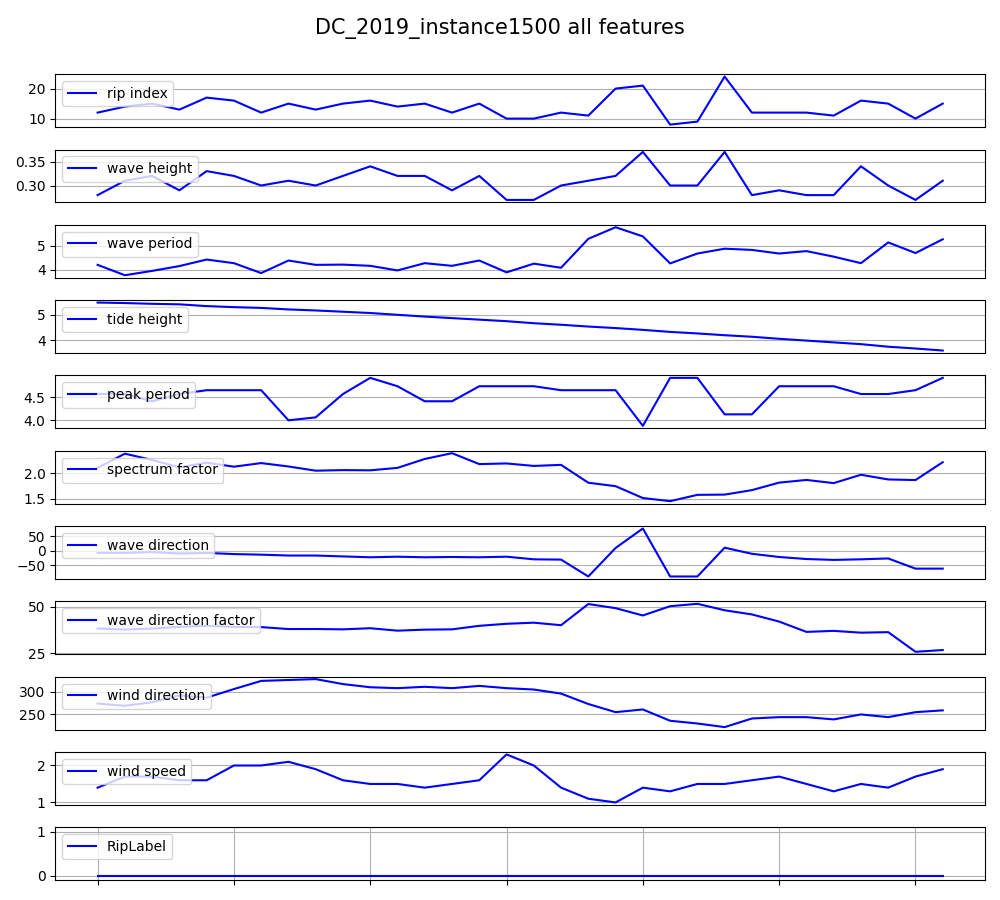 DC_2019_instance1500 all features
20
10
rip index
0.35
0.30
wave height
5
4
wave period
5
4
tide height
4.5
4.0
peak period
2.0
1.5
spectrum factor
50
0
−50
wave direction
50
25
wave direction factor
300
250
wind direction
2
1
wind speed
1
0
RipLabel